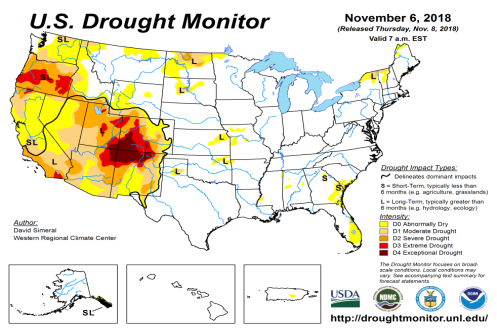 U.S. Drought Monitor
November 6, 2018
(Released Thursday, Nov. 8, 2018)
Valid 7 a.m. EST
SL
SL
SL
L
L
L
L
L
L
L
S
S
SL
Drought Impact Types:
Delineates dominant impacts
S = Short-Term, typically less than
6 months (e.g. agriculture, grasslands)
L = Long-Term, typically greater than
6 months (e.g. hydrology, ecology)
Intensity:
D0 Abnormally Dry
D1 Moderate Drought
D2 Severe Drought
D3 Extreme Drought
D4 Exceptional Drought
Author:
David Simeral
Western Regional Climate Center
The Drought Monitor focuses on broad-
scale conditions. Local conditions may
vary. See accompanying text summary for
forecast statements.
USDA
NDMC
NOAA
http://droughtmonitor.unl.edu/